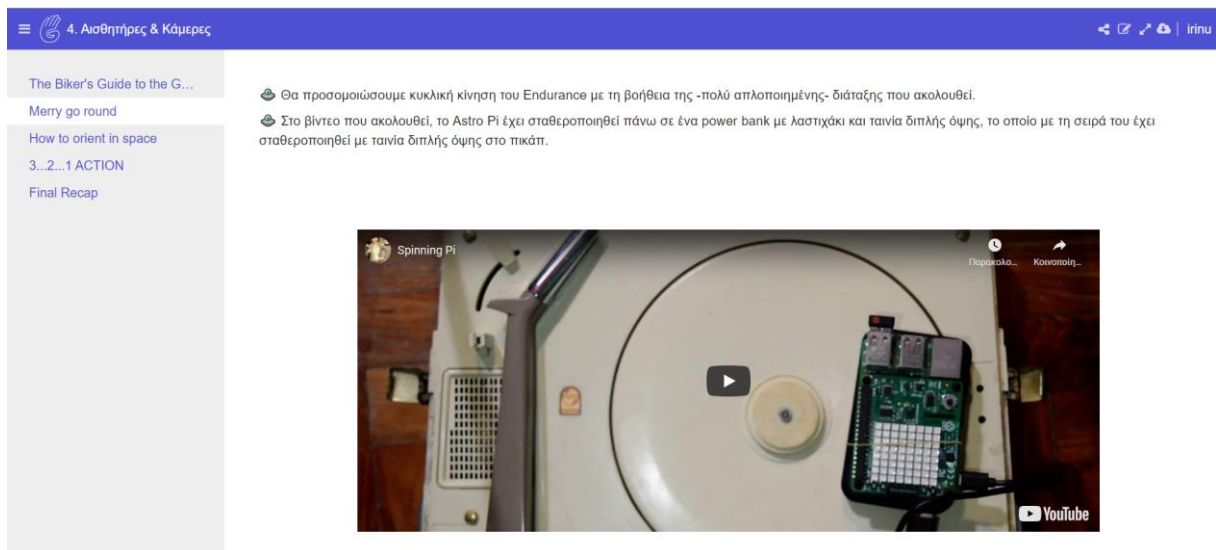 4. Αισθητήρες & Κάμερες
irinu
The Biker's Guide to the G...
Merry go round
How to orient in space
3...2...1 ACTION
Final Recap
Θα προσομοιώσουμε κυκλική κίνηση του Endurance με τη βοήθεια της -πολύ απλοποιημένης- διάταξης που ακολουθεί.
Στο βίντεο που ακολουθεί, το Astro Pi έχει σταθεροποιηθεί πάνω σε ένα power bank με λαστιχάκι και ταινία διπλής όψης, το οποίο με τη σειρά του έχει
σταθεροποιηθεί με ταινία διπλής όψης στο πικάπ.
Spinning Pi
Παρακολο...
Κοινοποίη...
YouTube